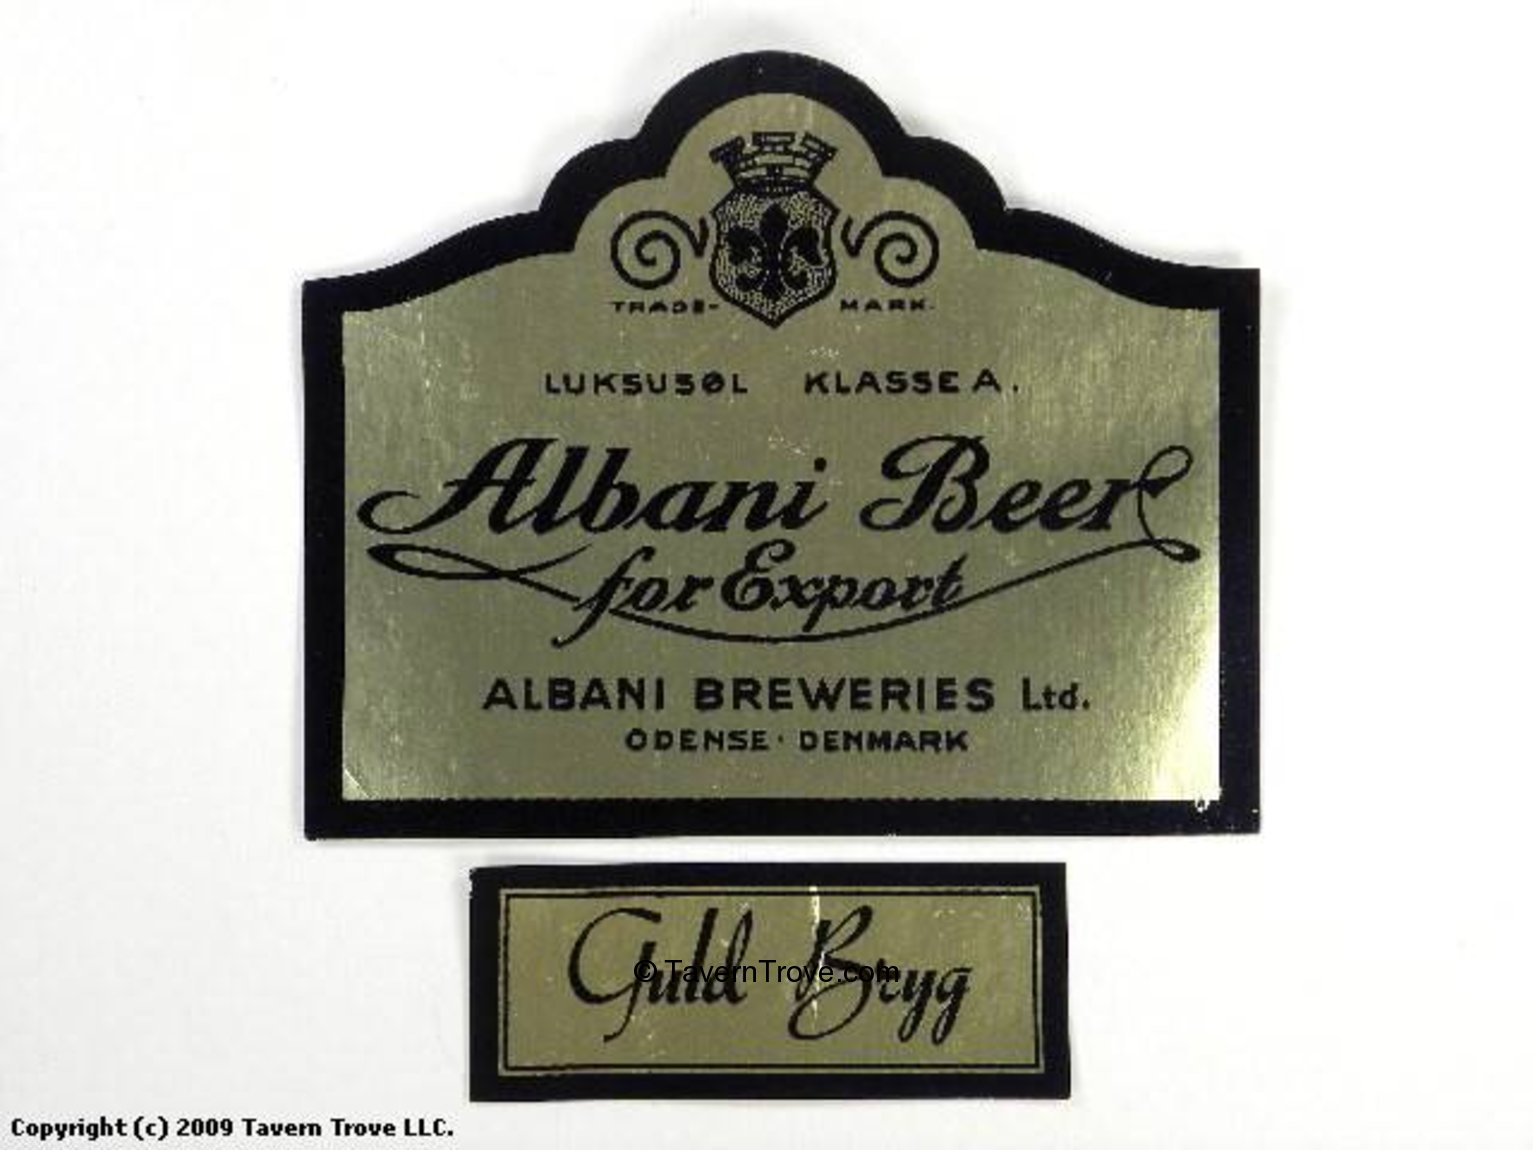 TRADE- MARK.
LUKSUSØL KLASSE A.
Albani Beer
for Export
ALBANI BREWERIES Ltd.
ODENSE · DENMARK
Guld Bryg
© TavernTrove.com
Copyright (c) 2009 Tavern Trove LLC.